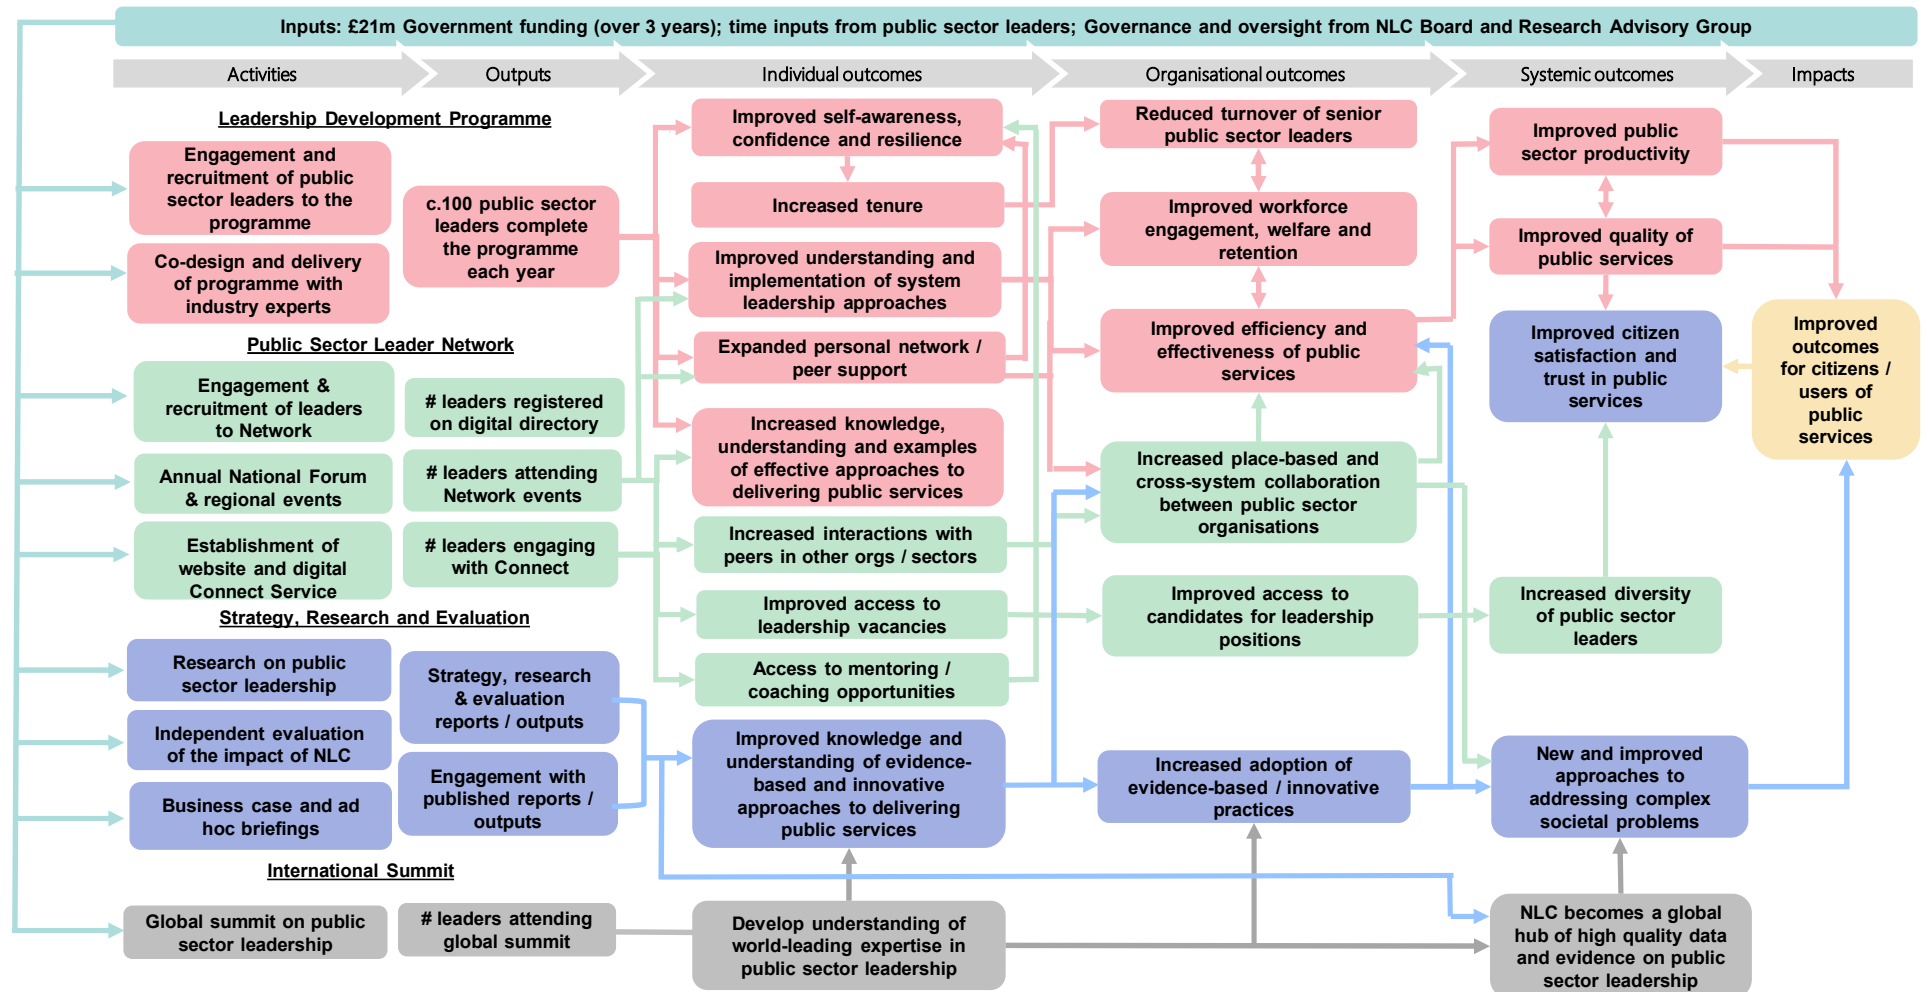 Inputs: £21m Government funding (over 3 years); time inputs from public sector leaders; Governance and oversight from NLC Board and Research Advisory Group
Activities
Outputs
Individual outcomes
Organisational outcomes
Systemic outcomes
Impacts
Leadership Development Programme
Engagement and
recruitment of public
sector leaders to the
programme
Co-design and delivery
of programme with
industry experts
c.100 public sector
leaders complete
the programme
each year
Improved self-awareness,
confidence and resilience
Increased tenure
Improved understanding and
implementation of system
leadership approaches
Expanded personal network /
peer support
Increased knowledge,
understanding and examples
of effective approaches to
delivering public services
Reduced turnover of senior
public sector leaders
Improved workforce
engagement, welfare and
retention
Improved efficiency and
effectiveness of public
services
Improved public
sector productivity
Improved quality of
public services
Improved citizen
satisfaction and
trust in public
services
Improved
outcomes
for citizens /
users of
public
services
Public Sector Leader Network
Engagement &
recruitment of leaders
to Network
Annual National Forum
& regional events
Establishment of
website and digital
Connect Service
# leaders registered
on digital directory
# leaders attending
Network events
# leaders engaging
with Connect
Increased interactions with
peers in other orgs / sectors
Improved access to
leadership vacancies
Access to mentoring /
coaching opportunities
Increased place-based and
cross-system collaboration
between public sector
organisations
Improved access to
candidates for leadership
positions
Increased diversity
of public sector
leaders
Strategy, Research and Evaluation
Research on public
sector leadership
Independent evaluation
of the impact of NLC
Business case and ad
hoc briefings
Strategy, research
& evaluation
reports / outputs
Engagement with
published reports /
outputs
Improved knowledge and
understanding of evidence-
based and innovative
approaches to delivering
public services
Increased adoption of
evidence-based / innovative
practices
New and improved
approaches to
addressing complex
societal problems
International Summit
Global summit on public
sector leadership
# leaders attending
global summit
Develop understanding of
world-leading expertise in
public sector leadership
NLC becomes a global
hub of high quality data
and evidence on public
sector leadership